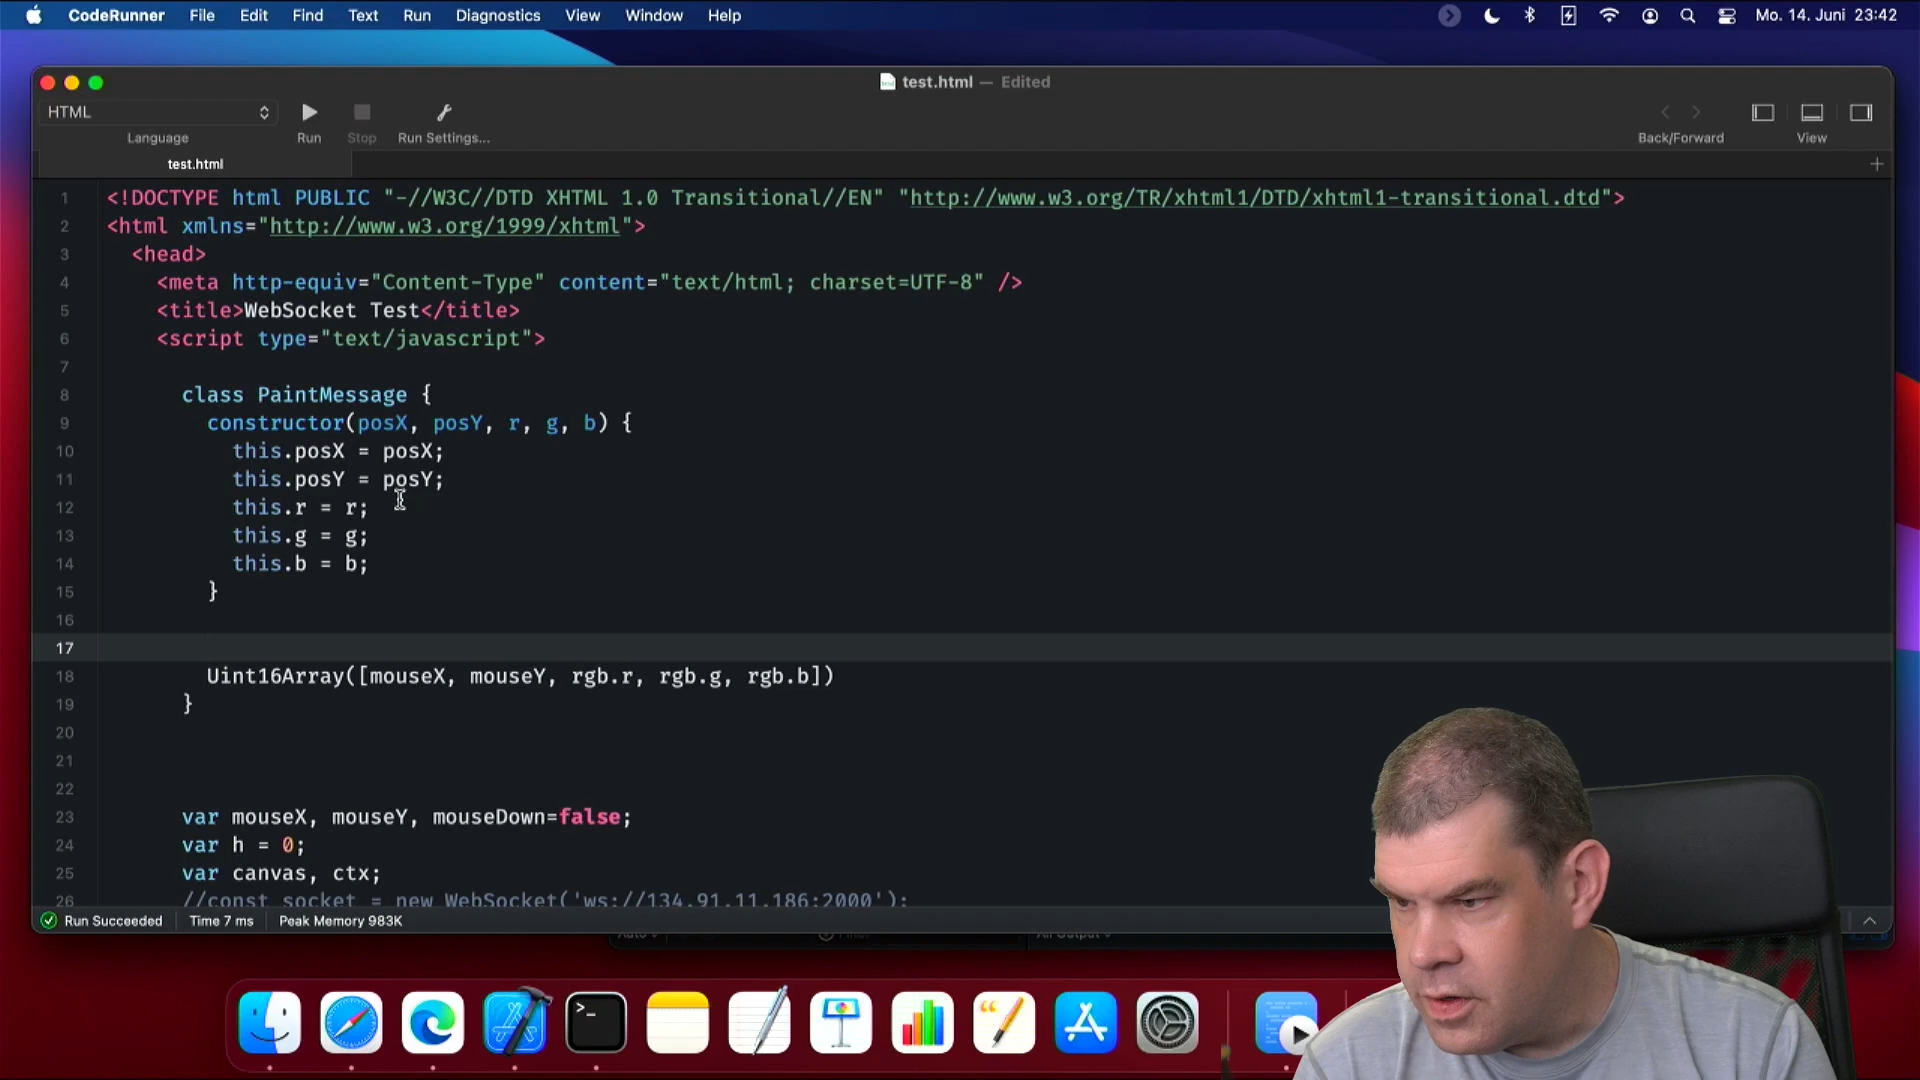 CodeRunner File Edit Find Text Run Diagnostics View Window Help Mo. 14. Juni 23:42
test.html — Edited
HTML
Language Run Stop Run Settings... Back/Forward View
test.html
1 <!DOCTYPE html PUBLIC "-//W3C//DTD XHTML 1.0 Transitional//EN" "http://www.w3.org/TR/xhtml1/DTD/xhtml1-transitional.dtd">
2 <html xmlns="http://www.w3.org/1999/xhtml">
3 <head>
4 <meta http-equiv="Content-Type" content="text/html; charset=UTF-8" />
5 <title>WebSocket Test</title>
6 <script type="text/javascript">
7
8 class PaintMessage {
9 constructor(posX, posY, r, g, b) {
10 this.posX = posX;
11 this.posY = posY;
12 this.r = r;
13 this.g = g;
14 this.b = b;
15 }
16
17
18 Uint16Array([mouseX, mouseY, rgb.r, rgb.g, rgb.b])
19 }
20
21
22
23 var mouseX, mouseY, mouseDown=false;
24 var h = 0;
25 var canvas, ctx;
26 //const socket = new WebSocket('ws://134.91.11.186:2000');
Run Succeeded Time 7 ms Peak Memory 983K